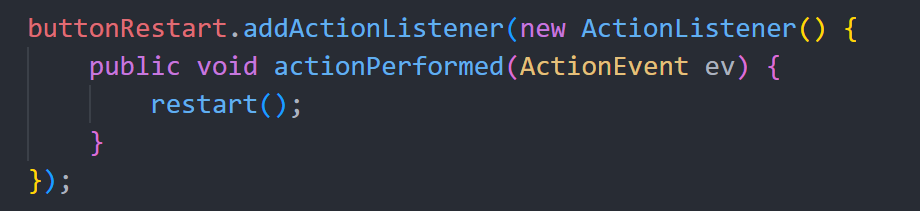 buttonRestart.addActionListener(new ActionListener() {
    public void actionPerformed(ActionEvent ev) {
        restart();
    }
});